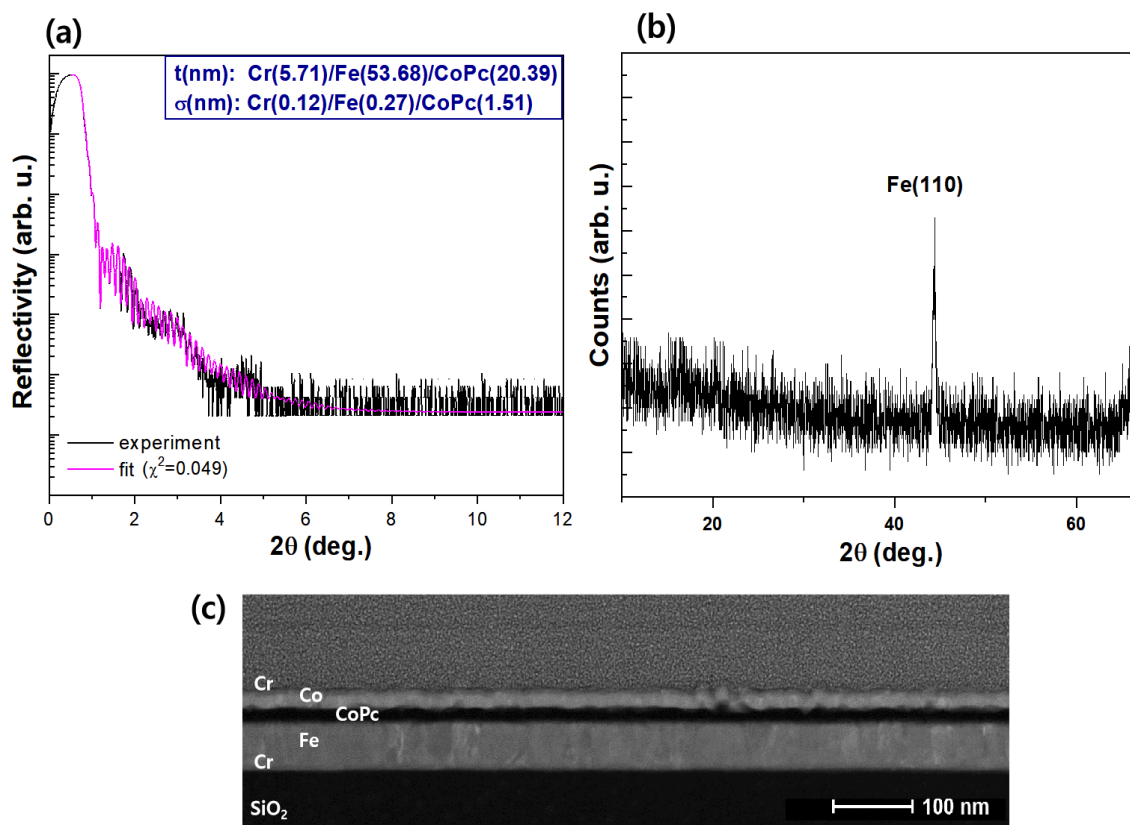 (a)
t(nm): Cr(5.71)/Fe(53.68)/CoPc(20.39)
σ(nm): Cr(0.12)/Fe(0.27)/CoPc(1.51)
Reflectivity (arb. u.)
experiment
fit (χ²=0.049)
0 2 4 6 8 10 12
2θ (deg.)
(b)
Fe(110)
Counts (arb. u.)
20 40 60
2θ (deg.)
(c)
Cr
Co
CoPc
Fe
Cr
SiO₂
100 nm